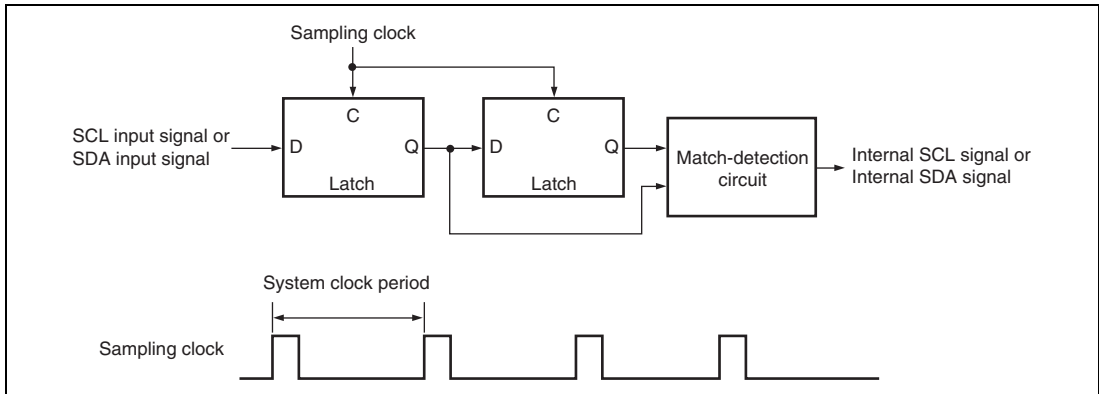 Sampling clock
SCL input signal or
SDA input signal
D
C
Q
Latch
D
C
Q
Latch
Match-detection
circuit
Internal SCL signal or
Internal SDA signal
System clock period
Sampling clock